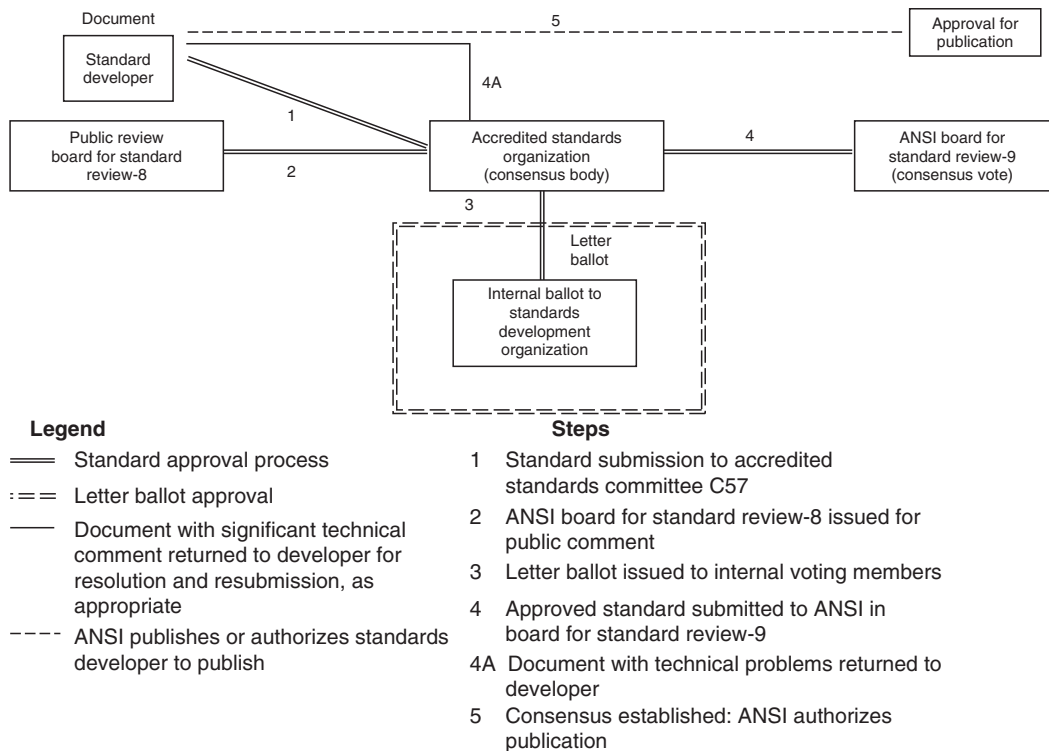 Document
5
Approval for
publication
Standard
developer
4A
1
Public review
board for standard
review-8
2
Accredited standards
organization
(consensus body)
4
ANSI board for
standard review-9
(consensus vote)
3
Letter
ballot
Internal ballot to
standards
development
organization
Legend
Standard approval process
Letter ballot approval
Document with significant technical
comment returned to developer for
resolution and resubmission, as
appropriate
ANSI publishes or authorizes standards
developer to publish
Steps
1 Standard submission to accredited
standards committee C57
2 ANSI board for standard review-8 issued for
public comment
3 Letter ballot issued to internal voting members
4 Approved standard submitted to ANSI in
board for standard review-9
4A Document with technical problems returned to
developer
5 Consensus established: ANSI authorizes
publication